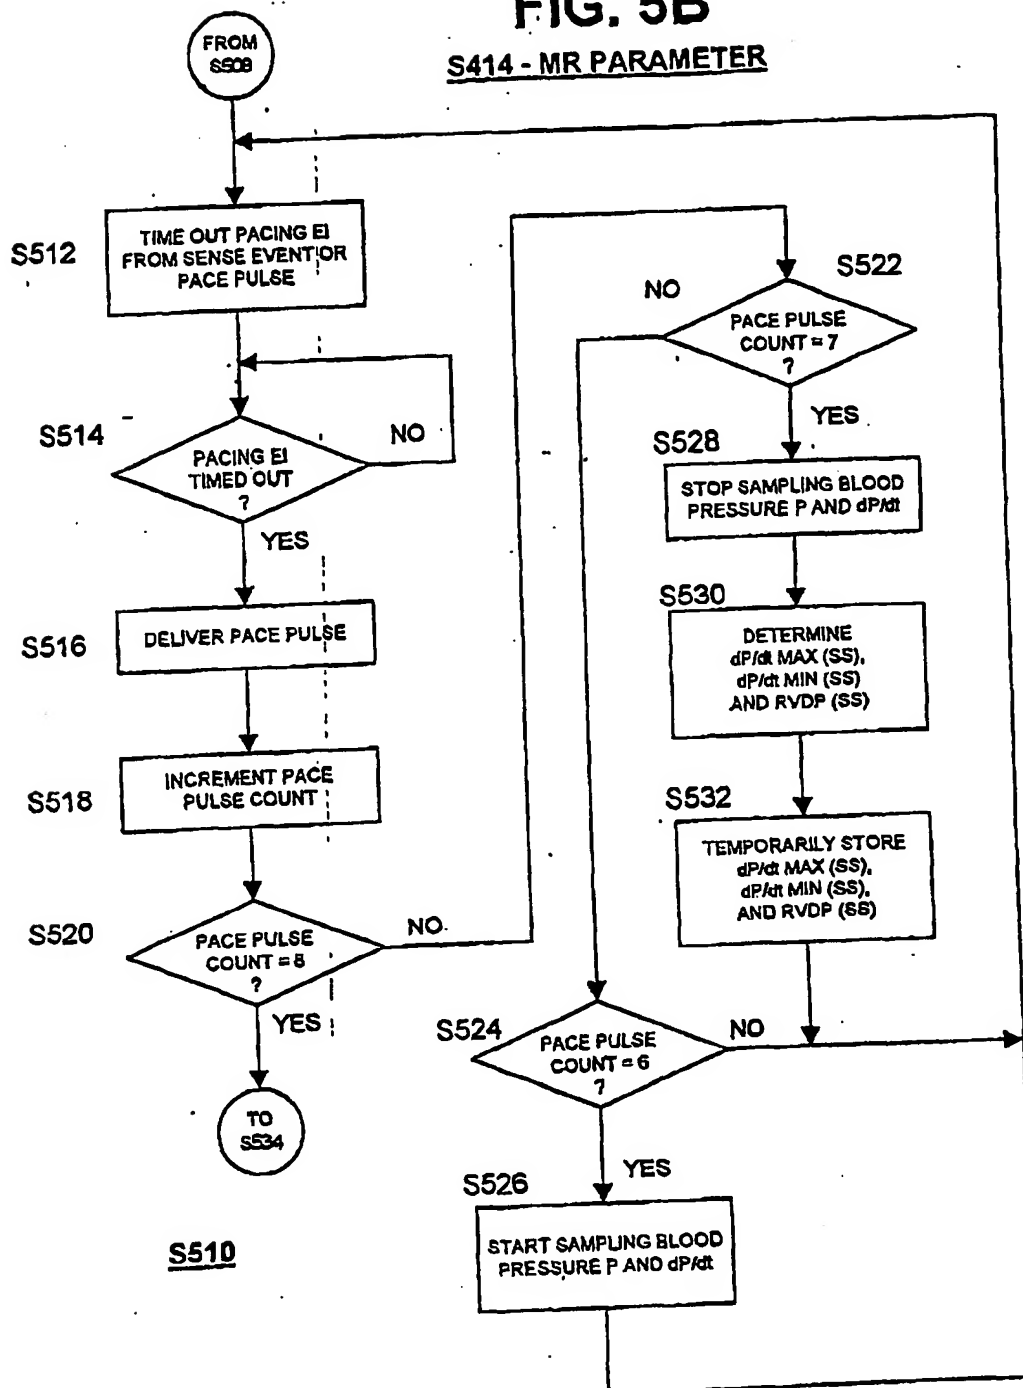 FIG. 5B
S414 - MR PARAMETER
FROM
S508
S512
TIME OUT PACING EI
FROM SENSE EVENT OR
PACE PULSE
S514
PACING EI
TIMED OUT
?
NO
YES
S516
DELIVER PACE PULSE
S518
INCREMENT PACE
PULSE COUNT
S520
PACE PULSE
COUNT = 8
?
NO
YES
TO
S534
S510
S522
PACE PULSE
COUNT = 7
?
NO
YES
S528
STOP SAMPLING BLOOD
PRESSURE P AND dP/dt
S530
DETERMINE
dP/dt MAX (SS),
dP/dt MIN (SS)
AND RVDP (SS)
S532
TEMPORARILY STORE
dP/dt MAX (SS),
dP/dt MIN (SS),
AND RVDP (SS)
S524
PACE PULSE
COUNT = 6
?
NO
YES
S526
START SAMPLING BLOOD
PRESSURE P AND dP/dt